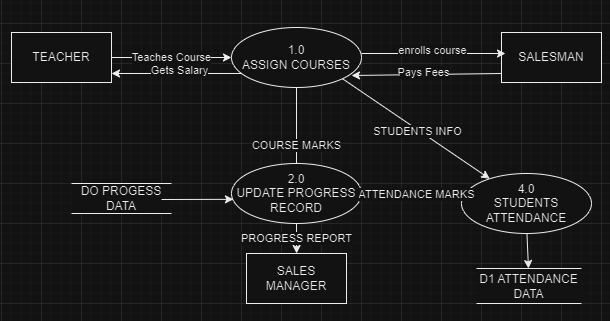 TEACHER
Teaches Course
Gets Salary
1.0
ASSIGN COURSES
enrolls course
Pays Fees
SALESMAN
COURSE MARKS
STUDENTS INFO
DO PROGESS
DATA
2.0
UPDATE PROGRESS
RECORD
ATTENDANCE MARKS
4.0
STUDENTS
ATTENDANCE
PROGRESS REPORT
SALES
MANAGER
D1 ATTENDANCE
DATA